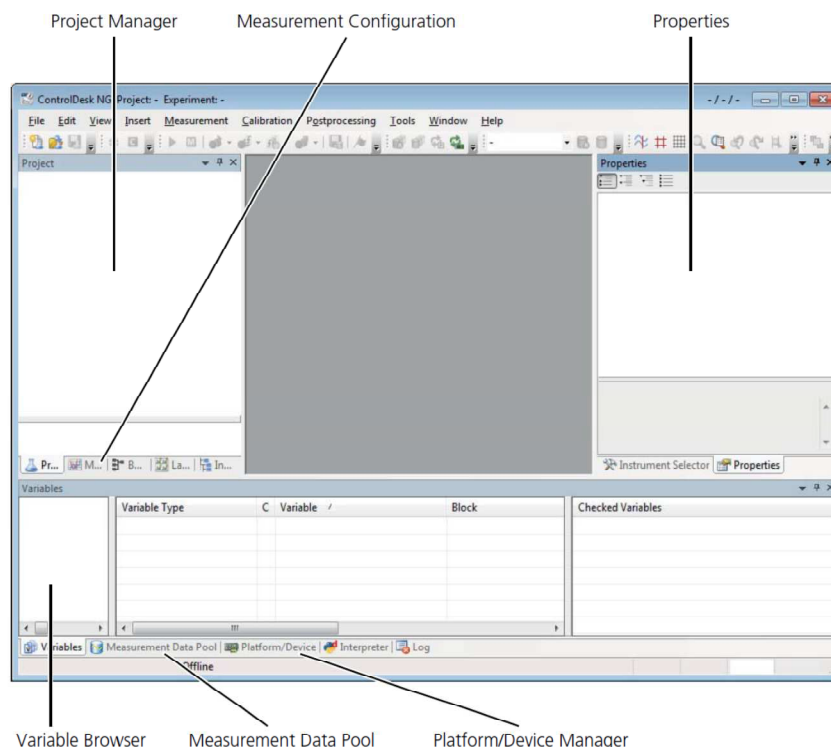 Project Manager Measurement Configuration Properties
ControlDesk NG Project: - Experiment: - -/-/-
File Edit View Insert Measurement Calibration Postprocessing Tools Window Help
-
Project Properties
Pr... M... B... La... In... Instrument Selector Properties
Variables
Variable Type C Variable Block Checked Variables
Variables Measurement Data Pool Platform/Device Interpreter Log
Offline
Variable Browser Measurement Data Pool Platform/Device Manager